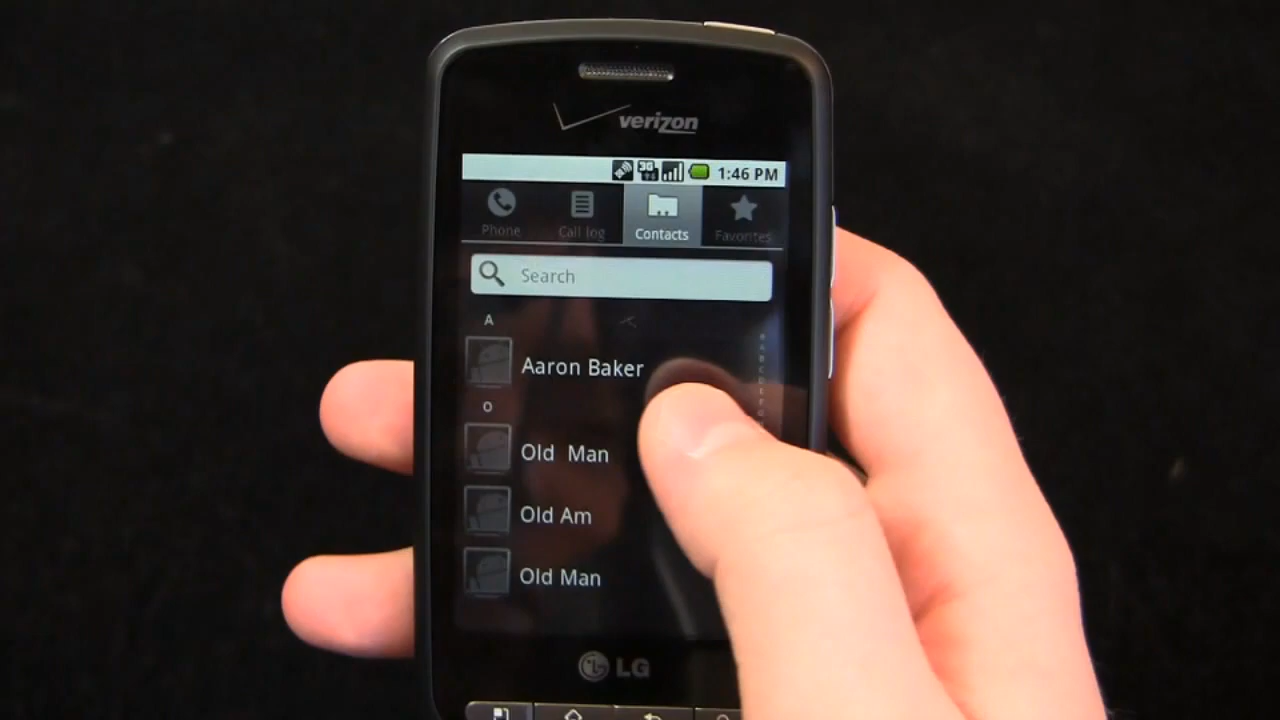 verizon
3G 1:46 PM
Phone Call log Contacts Favorites
Search
A
Aaron Baker
O
Old Man
Old Am
Old Man
LG